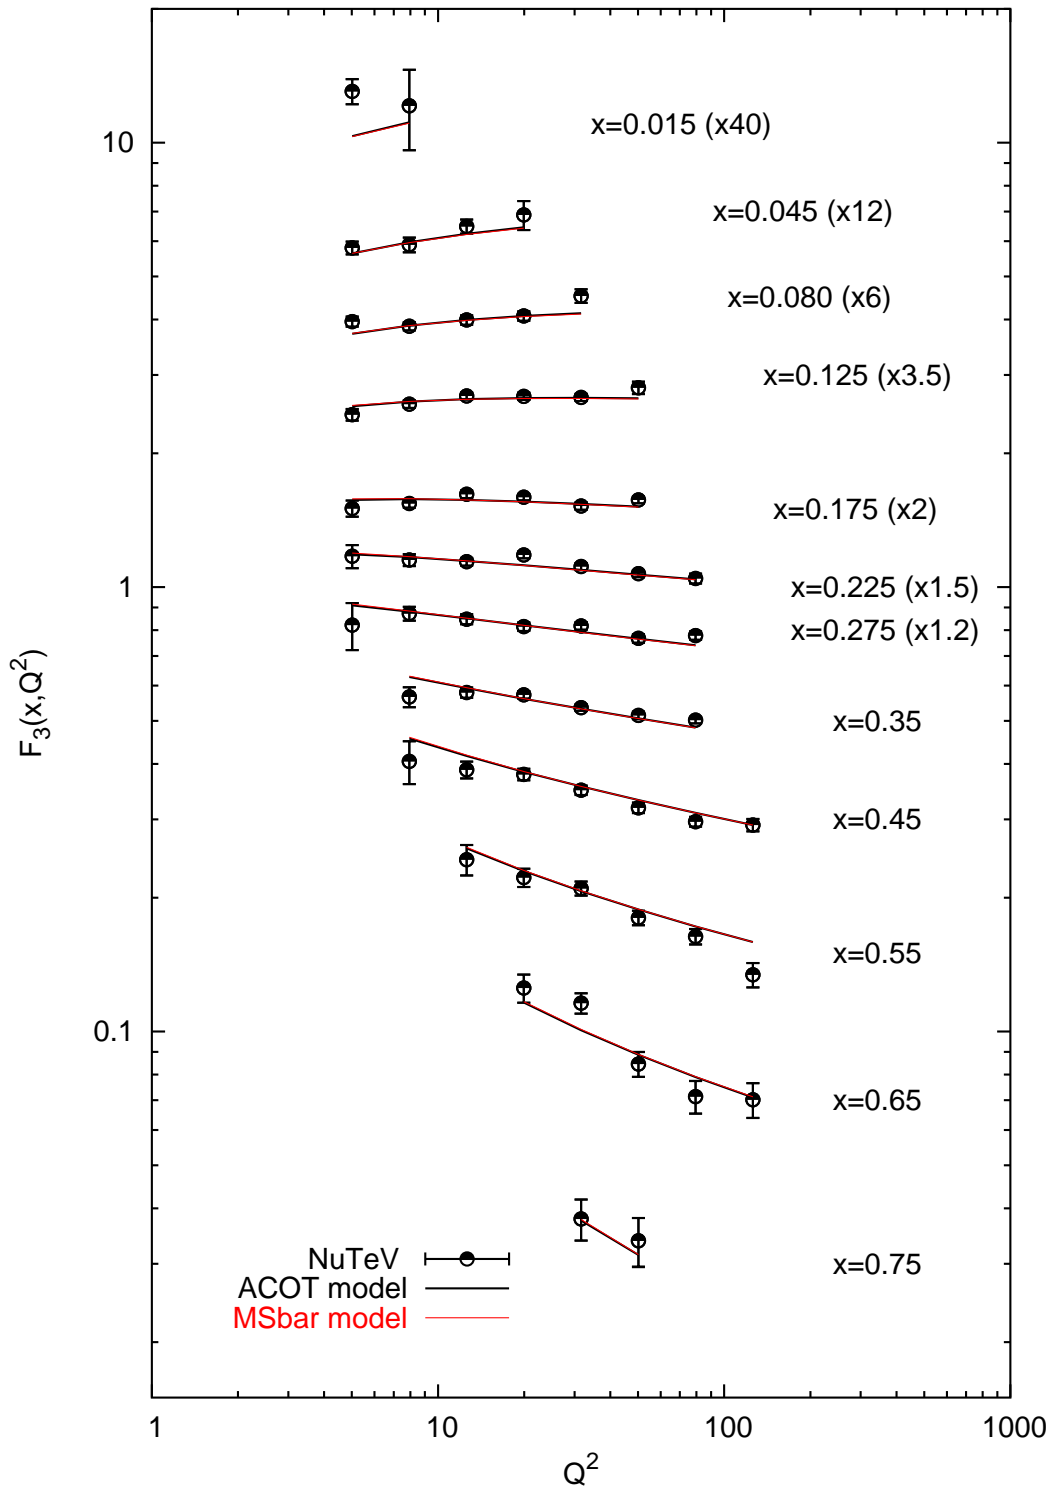 10
1
0.1
F3(x,Q2)
x=0.015 (x40)
x=0.045 (x12)
x=0.080 (x6)
x=0.125 (x3.5)
x=0.175 (x2)
x=0.225 (x1.5)
x=0.275 (x1.2)
x=0.35
x=0.45
x=0.55
x=0.65
x=0.75
NuTeV
ACOT model
MSbar model
1 10 100 1000
Q2